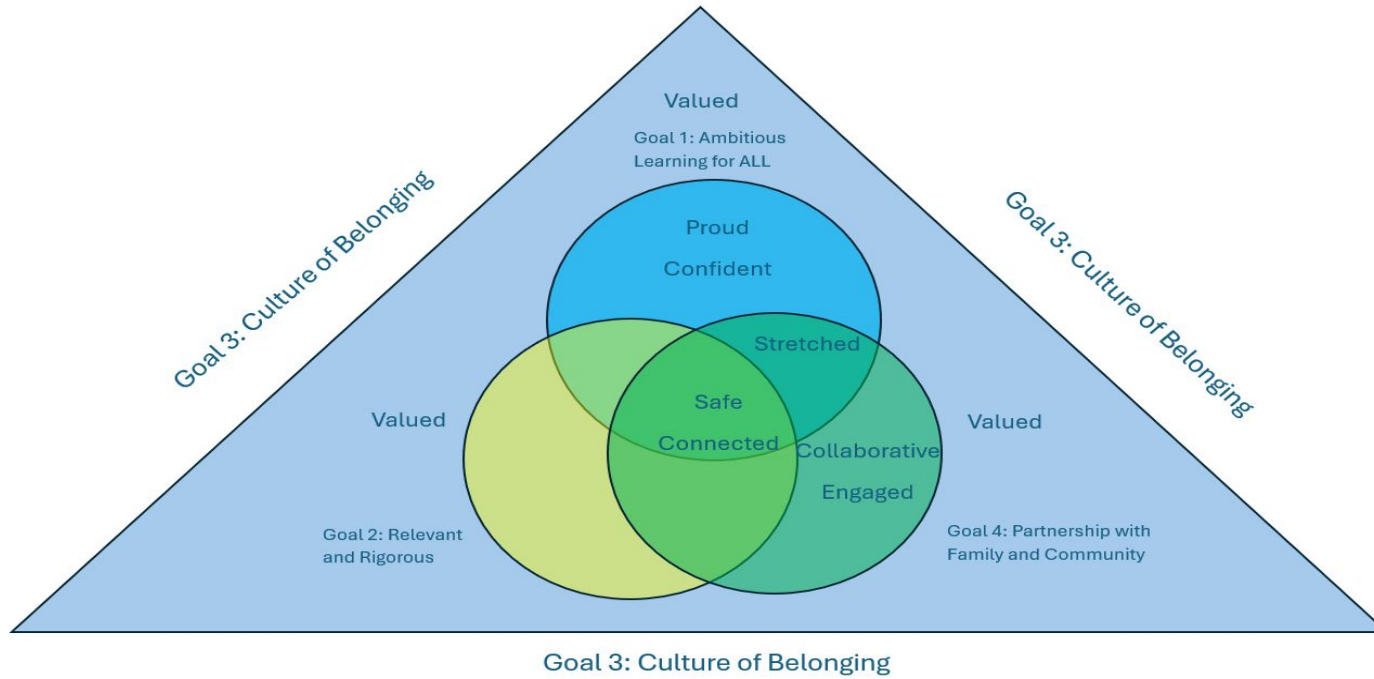 Valued
Goal 1: Ambitious
Learning for ALL
Goal 3: Culture of Belonging
Goal 3: Culture of Belonging
Proud
Confident
Stretched
Safe
Connected
Valued
Valued
Collaborative
Engaged
Goal 2: Relevant
and Rigorous
Goal 4: Partnership with
Family and Community
Goal 3: Culture of Belonging